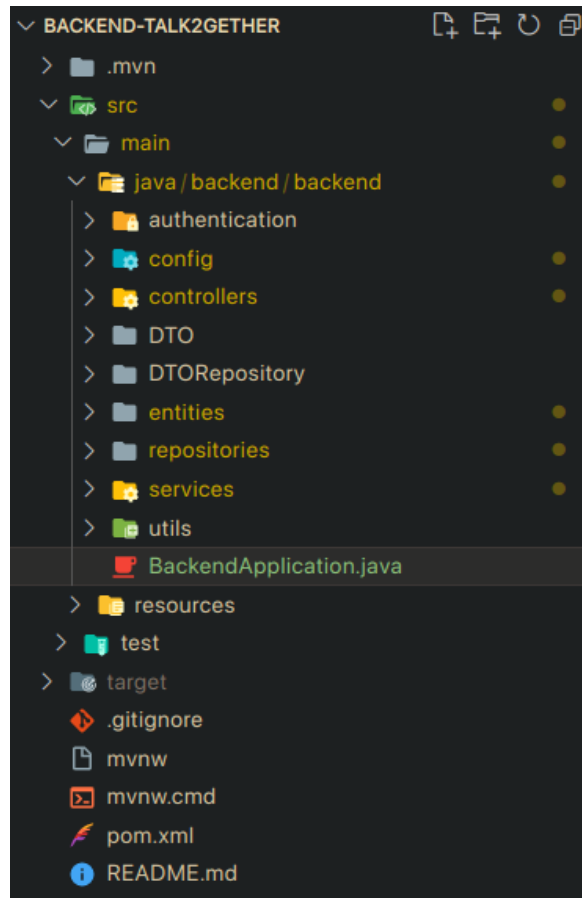 BACKEND-TALK2GETHER
.mvn
src
main
java/backend/backend
authentication
config
controllers
DTO
DTORepository
entities
repositories
services
utils
BackendApplication.java
resources
test
target
.gitignore
mvnw
mvnw.cmd
pom.xml
README.md